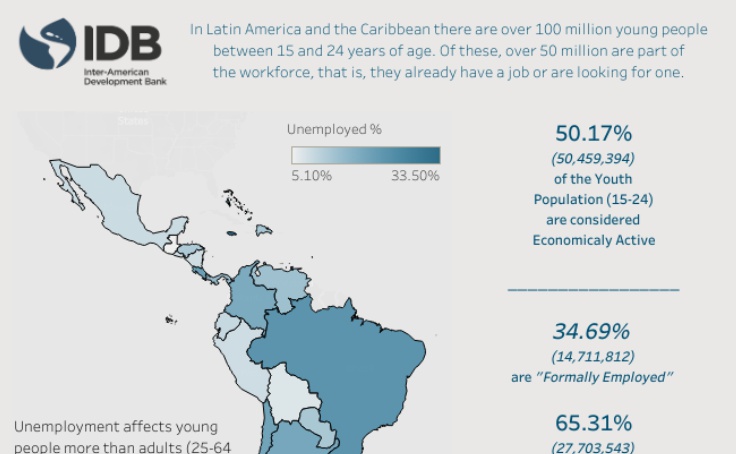 In Latin America and the Caribbean there are over 100 million young people
between 15 and 24 years of age. Of these, over 50 million are part of
the workforce, that is, they already have a job or are looking for one.
IDB
Inter-American
Development Bank
Unemployed %
5.10%
33.50%
50.17%
(50,459,394)
of the Youth
Population (15-24)
are considered
Economicaly Active
34.69%
(14,711,812)
are "Formally Employed"
65.31%
(27,703,543)
Unemployment affects young
people more than adults (25-64